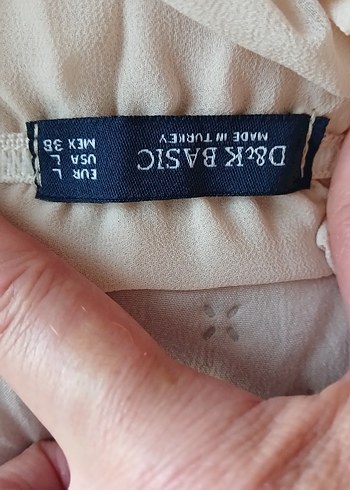 D&K BASIC
MADE IN TURKEY
EUR L
USA L
MEX 38